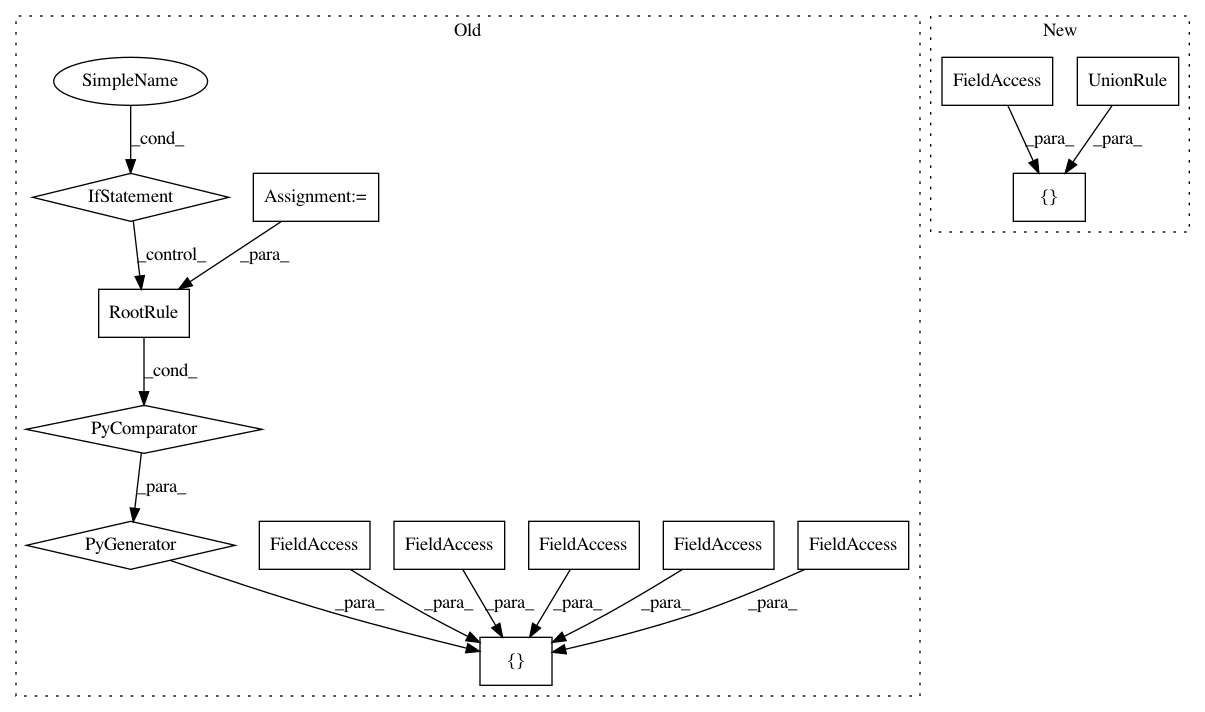 Old
New
SimpleName
FieldAccess
UnionRule
_cond_
_para_
_para_
IfStatement
Assignment:=
{}
_control_
_para_
RootRule
_cond_
PyComparator
_para_
PyGenerator
FieldAccess
FieldAccess
FieldAccess
FieldAccess
FieldAccess
_para_
_para_
_para_
_para_
_para_
_para_
{}